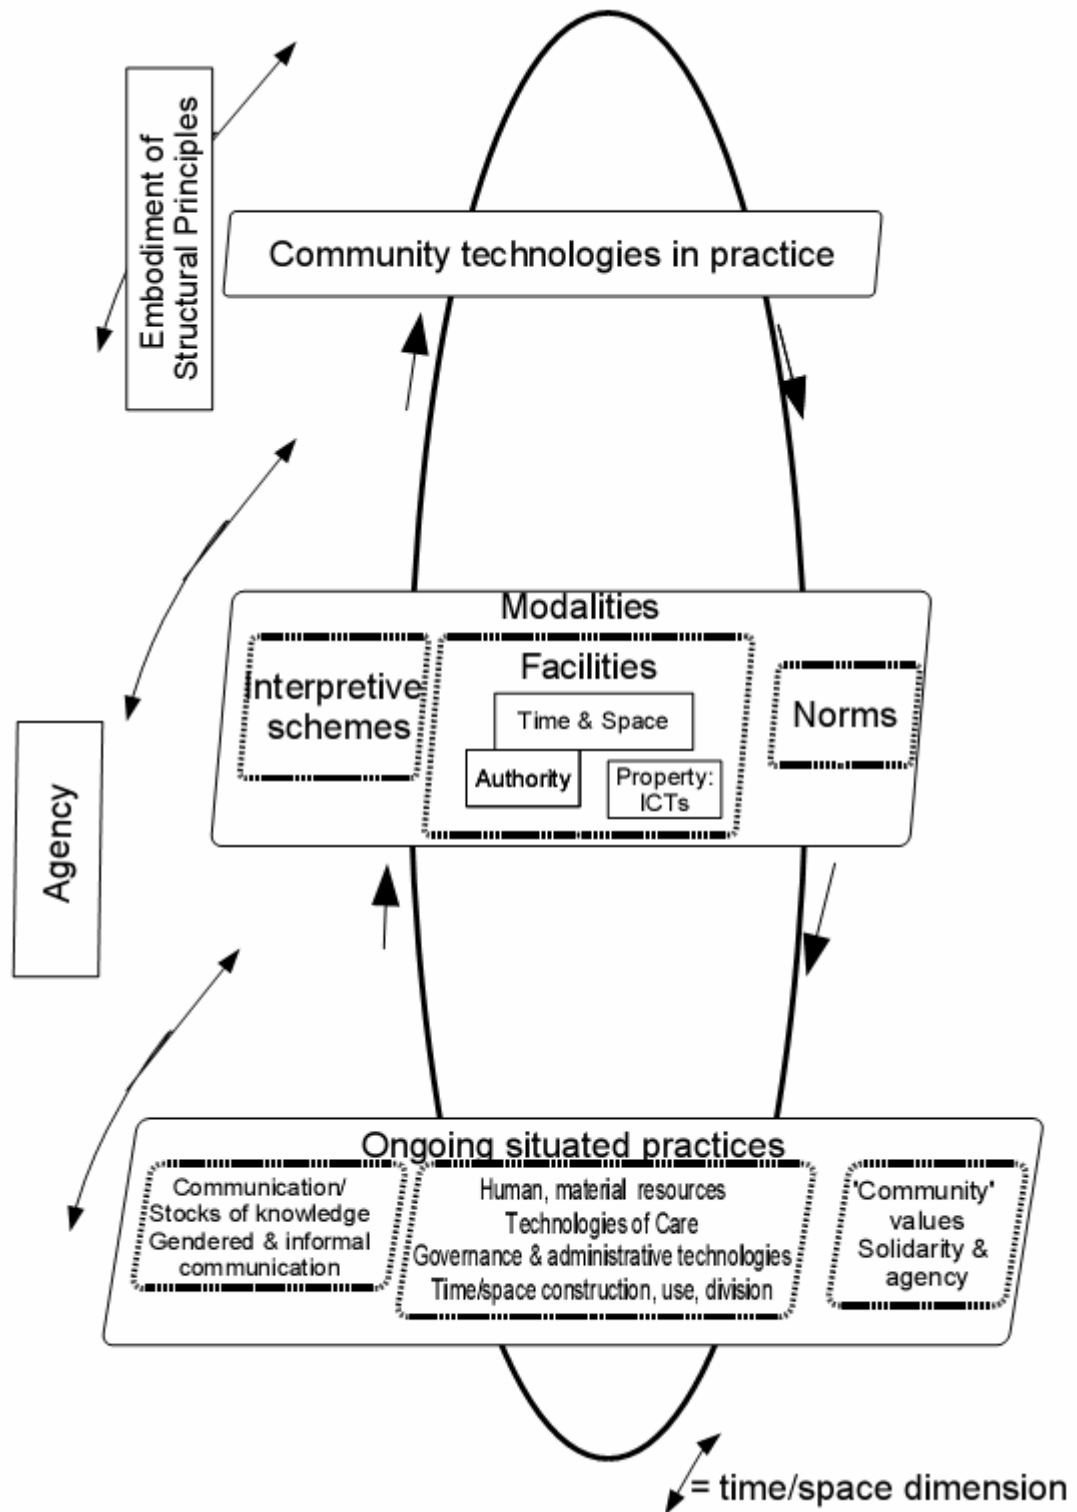 Embodiment of
Structural Principles
Community technologies in practice
Modalities
Interpretive
schemes
Facilities
Time & Space
Authority
Property:
ICTs
Norms
Agency
Ongoing situated practices
Communication/
Stocks of knowledge
Gendered & informal
communication
Human, material resources
Technologies of Care
Governance & administrative technologies
Time/space construction, use, division
'Community'
values
Solidarity &
agency
= time/space dimension